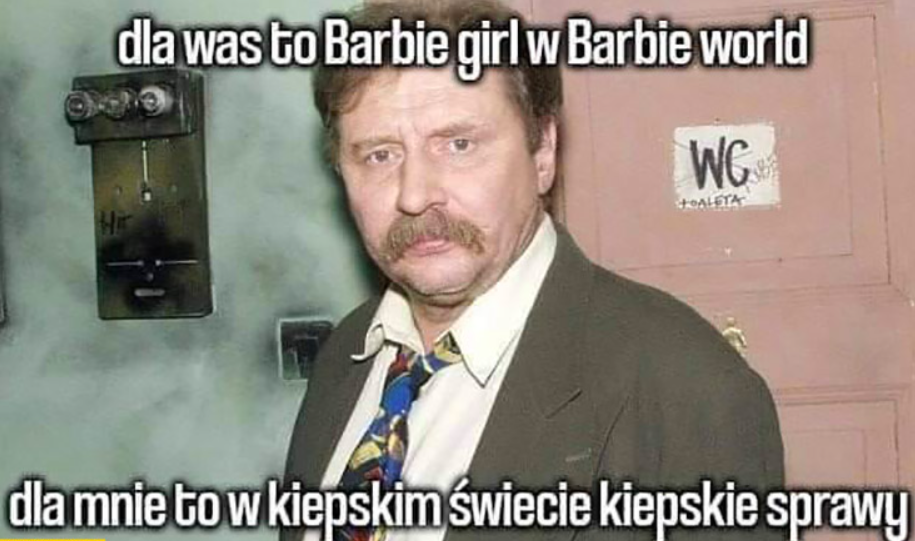 dla was to Barbie girl w Barbie world
WC
TOALETA
dla mnie to w kiepskim świecie kiepskie sprawy